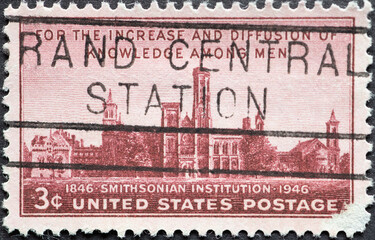 FOR THE INCREASE AND DIFFUSION OF
KNOWLEDGE AMONG MEN
RAND CENTRAL
STATION
1846 · SMITHSONIAN INSTITUTION · 1946
3¢ UNITED STATES POSTAGE